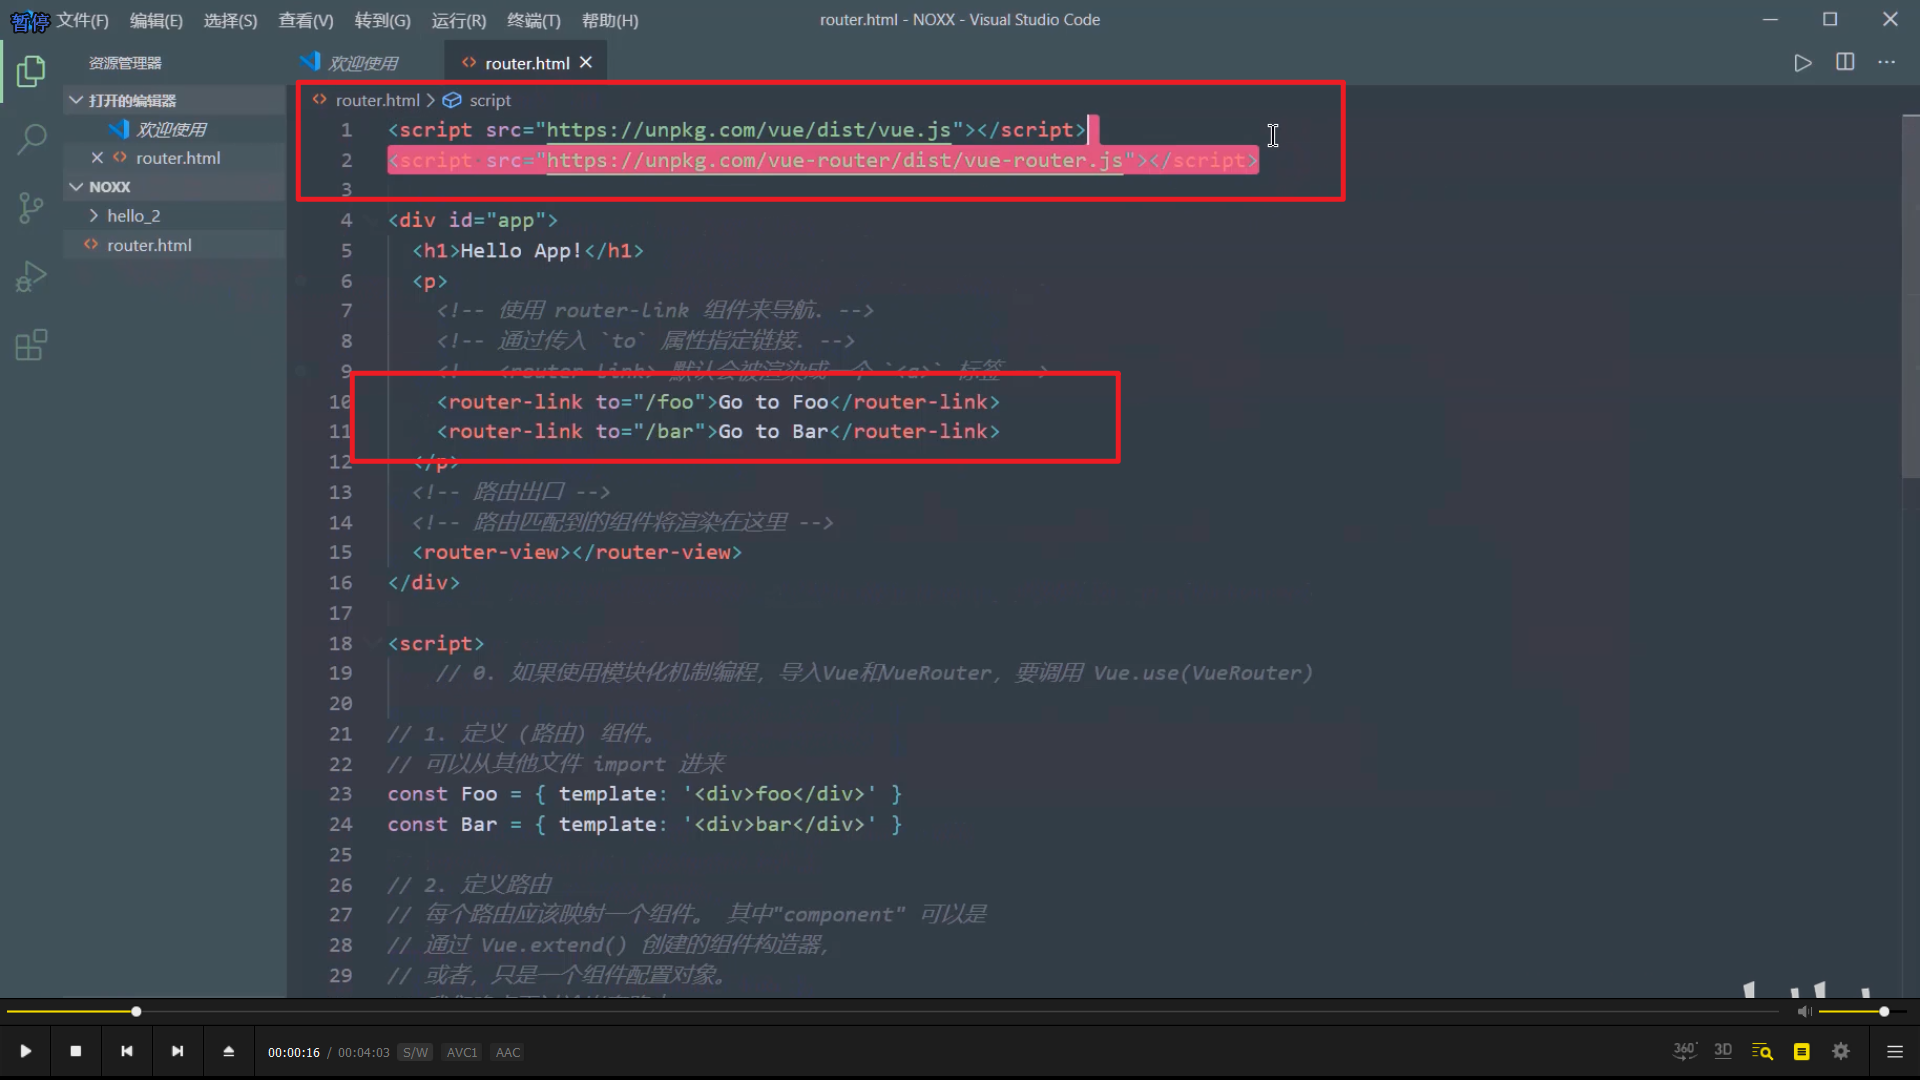 暂停 文件(F) 编辑(E) 选择(S) 查看(V) 转到(G) 运行(R) 终端(T) 帮助(H) router.html - NOXX - Visual Studio Code
资源管理器 欢迎使用 router.html
打开的编辑器
欢迎使用
router.html
NOXX
hello_2
router.html
router.html > script
1 <script src="https://unpkg.com/vue/dist/vue.js"></script>
2 <script src="https://unpkg.com/vue-router/dist/vue-router.js"></script>
3
4 <div id="app">
5 <h1>Hello App!</h1>
6 <p>
7 <!-- 使用 router-link 组件来导航. -->
8 <!-- 通过传入 `to` 属性指定链接. -->
9 <!-- <router-link> 默认会被渲染成一个 `<a>` 标签 -->
10 <router-link to="/foo">Go to Foo</router-link>
11 <router-link to="/bar">Go to Bar</router-link>
12 </p>
13 <!-- 路由出口 -->
14 <!-- 路由匹配到的组件将渲染在这里 -->
15 <router-view></router-view>
16 </div>
17
18 <script>
19 // 0. 如果使用模块化机制编程，导入Vue和VueRouter，要调用 Vue.use(VueRouter)
20
21 // 1. 定义 (路由) 组件。
22 // 可以从其他文件 import 进来
23 const Foo = { template: '<div>foo</div>' }
24 const Bar = { template: '<div>bar</div>' }
25
26 // 2. 定义路由
27 // 每个路由应该映射一个组件。 其中"component" 可以是
28 // 通过 Vue.extend() 创建的组件构造器，
29 // 或者，只是一个组件配置对象。
00:00:16 / 00:04:03 S/W AVC1 AAC
360° 3D